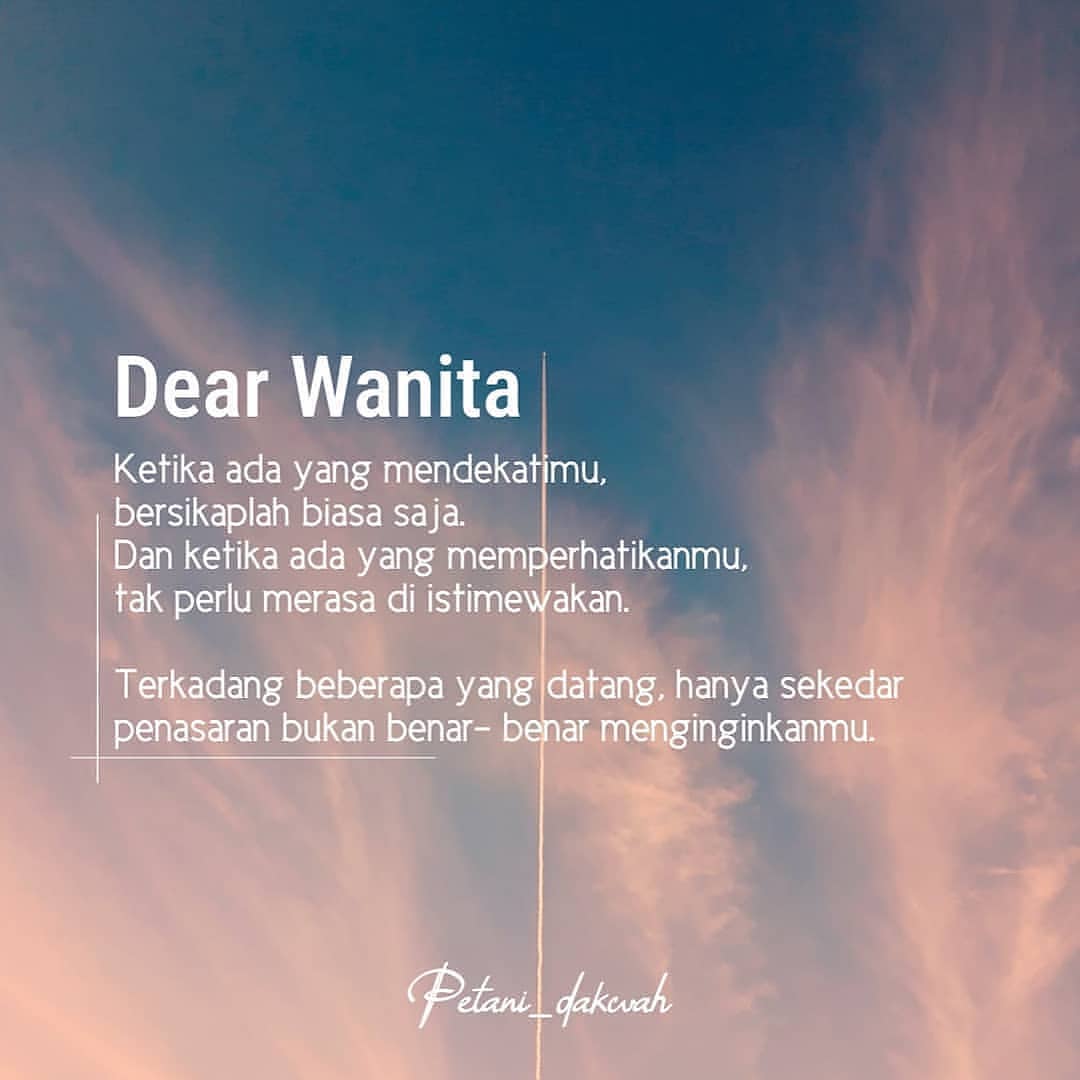 Dear Wanita
Ketika ada yang mendekatimu,
bersikaplah biasa saja.
Dan ketika ada yang memperhatikanmu,
tak perlu merasa di istimewakan.
Terkadang beberapa yang datang, hanya sekedar
penasaran bukan benar- benar menginginkanmu.
Petani_dakwah